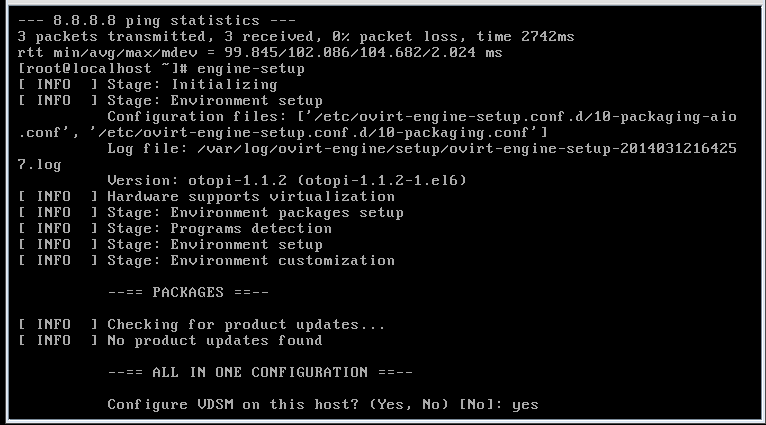 --- 8.8.8.8 ping statistics ---
3 packets transmitted, 3 received, 0% packet loss, time 2742ms
rtt min/avg/max/mdev = 99.845/102.086/104.682/2.024 ms
[root@localhost ~]# engine-setup
[ INFO  ] Stage: Initializing
[ INFO  ] Stage: Environment setup
          Configuration files: ['/etc/ovirt-engine-setup.conf.d/10-packaging-aio
.conf', '/etc/ovirt-engine-setup.conf.d/10-packaging.conf']
          Log file: /var/log/ovirt-engine/setup/ovirt-engine-setup-2014031216425
7.log
          Version: otopi-1.1.2 (otopi-1.1.2-1.el6)
[ INFO  ] Hardware supports virtualization
[ INFO  ] Stage: Environment packages setup
[ INFO  ] Stage: Programs detection
[ INFO  ] Stage: Environment setup
[ INFO  ] Stage: Environment customization
          --== PACKAGES ==--
[ INFO  ] Checking for product updates...
[ INFO  ] No product updates found
          --== ALL IN ONE CONFIGURATION ==--
          Configure VDSM on this host? (Yes, No) [No]: yes